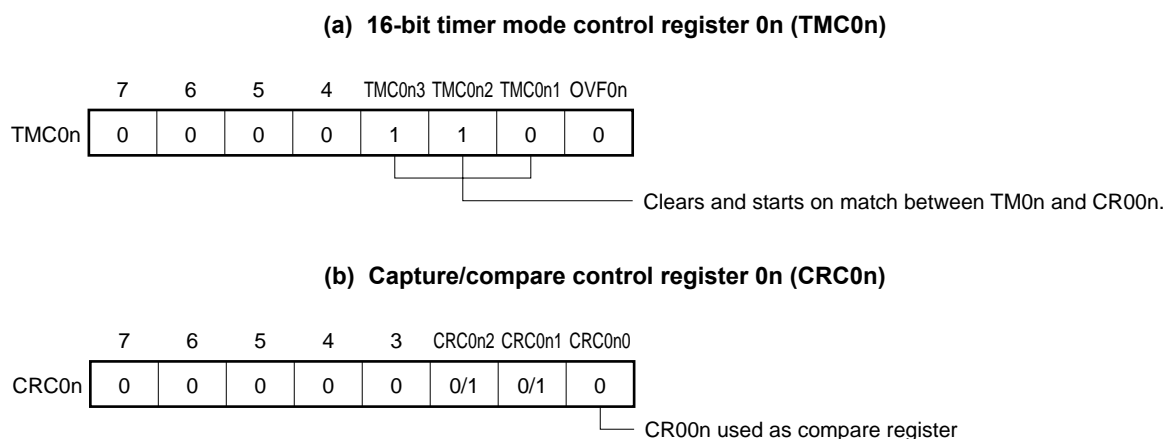 (a) 16-bit timer mode control register 0n (TMC0n)
7 6 5 4 TMC0n3 TMC0n2 TMC0n1 OVF0n
TMC0n 0 0 0 0 1 1 0 0
Clears and starts on match between TM0n and CR00n.
(b) Capture/compare control register 0n (CRC0n)
7 6 5 4 3 CRC0n2 CRC0n1 CRC0n0
CRC0n 0 0 0 0 0 0/1 0/1 0
CR00n used as compare register